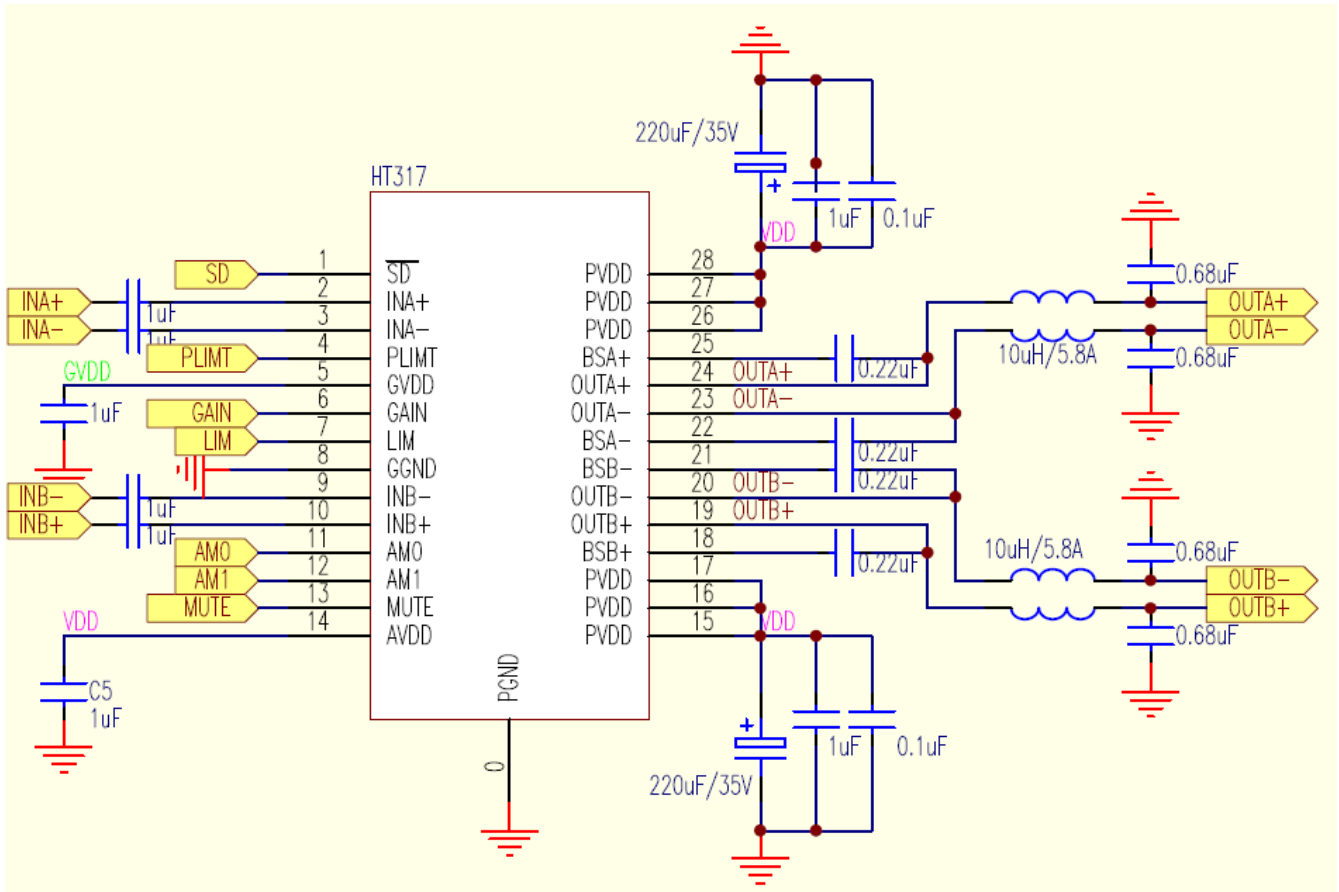 220uF/35V
1uF
0.1uF
VDD
HT317
SD
1
SD
PVDD
28
INA+
1uF
2
INA+
PVDD
27
INA-
1uF
3
INA-
PVDD
26
PLIMT
4
PLIMT
BSA+
25
0.22uF
GVDD
1uF
5
GVDD
OUTA+
24
OUTA+
GAIN
6
GAIN
OUTA-
23
OUTA-
LIM
7
LIM
BSA-
22
0.22uF
8
GGND
BSB-
21
0.22uF
INB-
1uF
9
INB-
OUTB-
20
OUTB-
INB+
1uF
10
INB+
OUTB+
19
OUTB+
AM0
11
AM0
BSB+
18
0.22uF
AM1
12
AM1
PVDD
17
MUTE
13
MUTE
PVDD
16
VDD
14
AVDD
PVDD
15
VDD
C5
1uF
PGND
0
220uF/35V
1uF
0.1uF
0.68uF
OUTA+
OUTA-
10uH/5.8A
0.68uF
10uH/5.8A
0.68uF
OUTB-
OUTB+
0.68uF